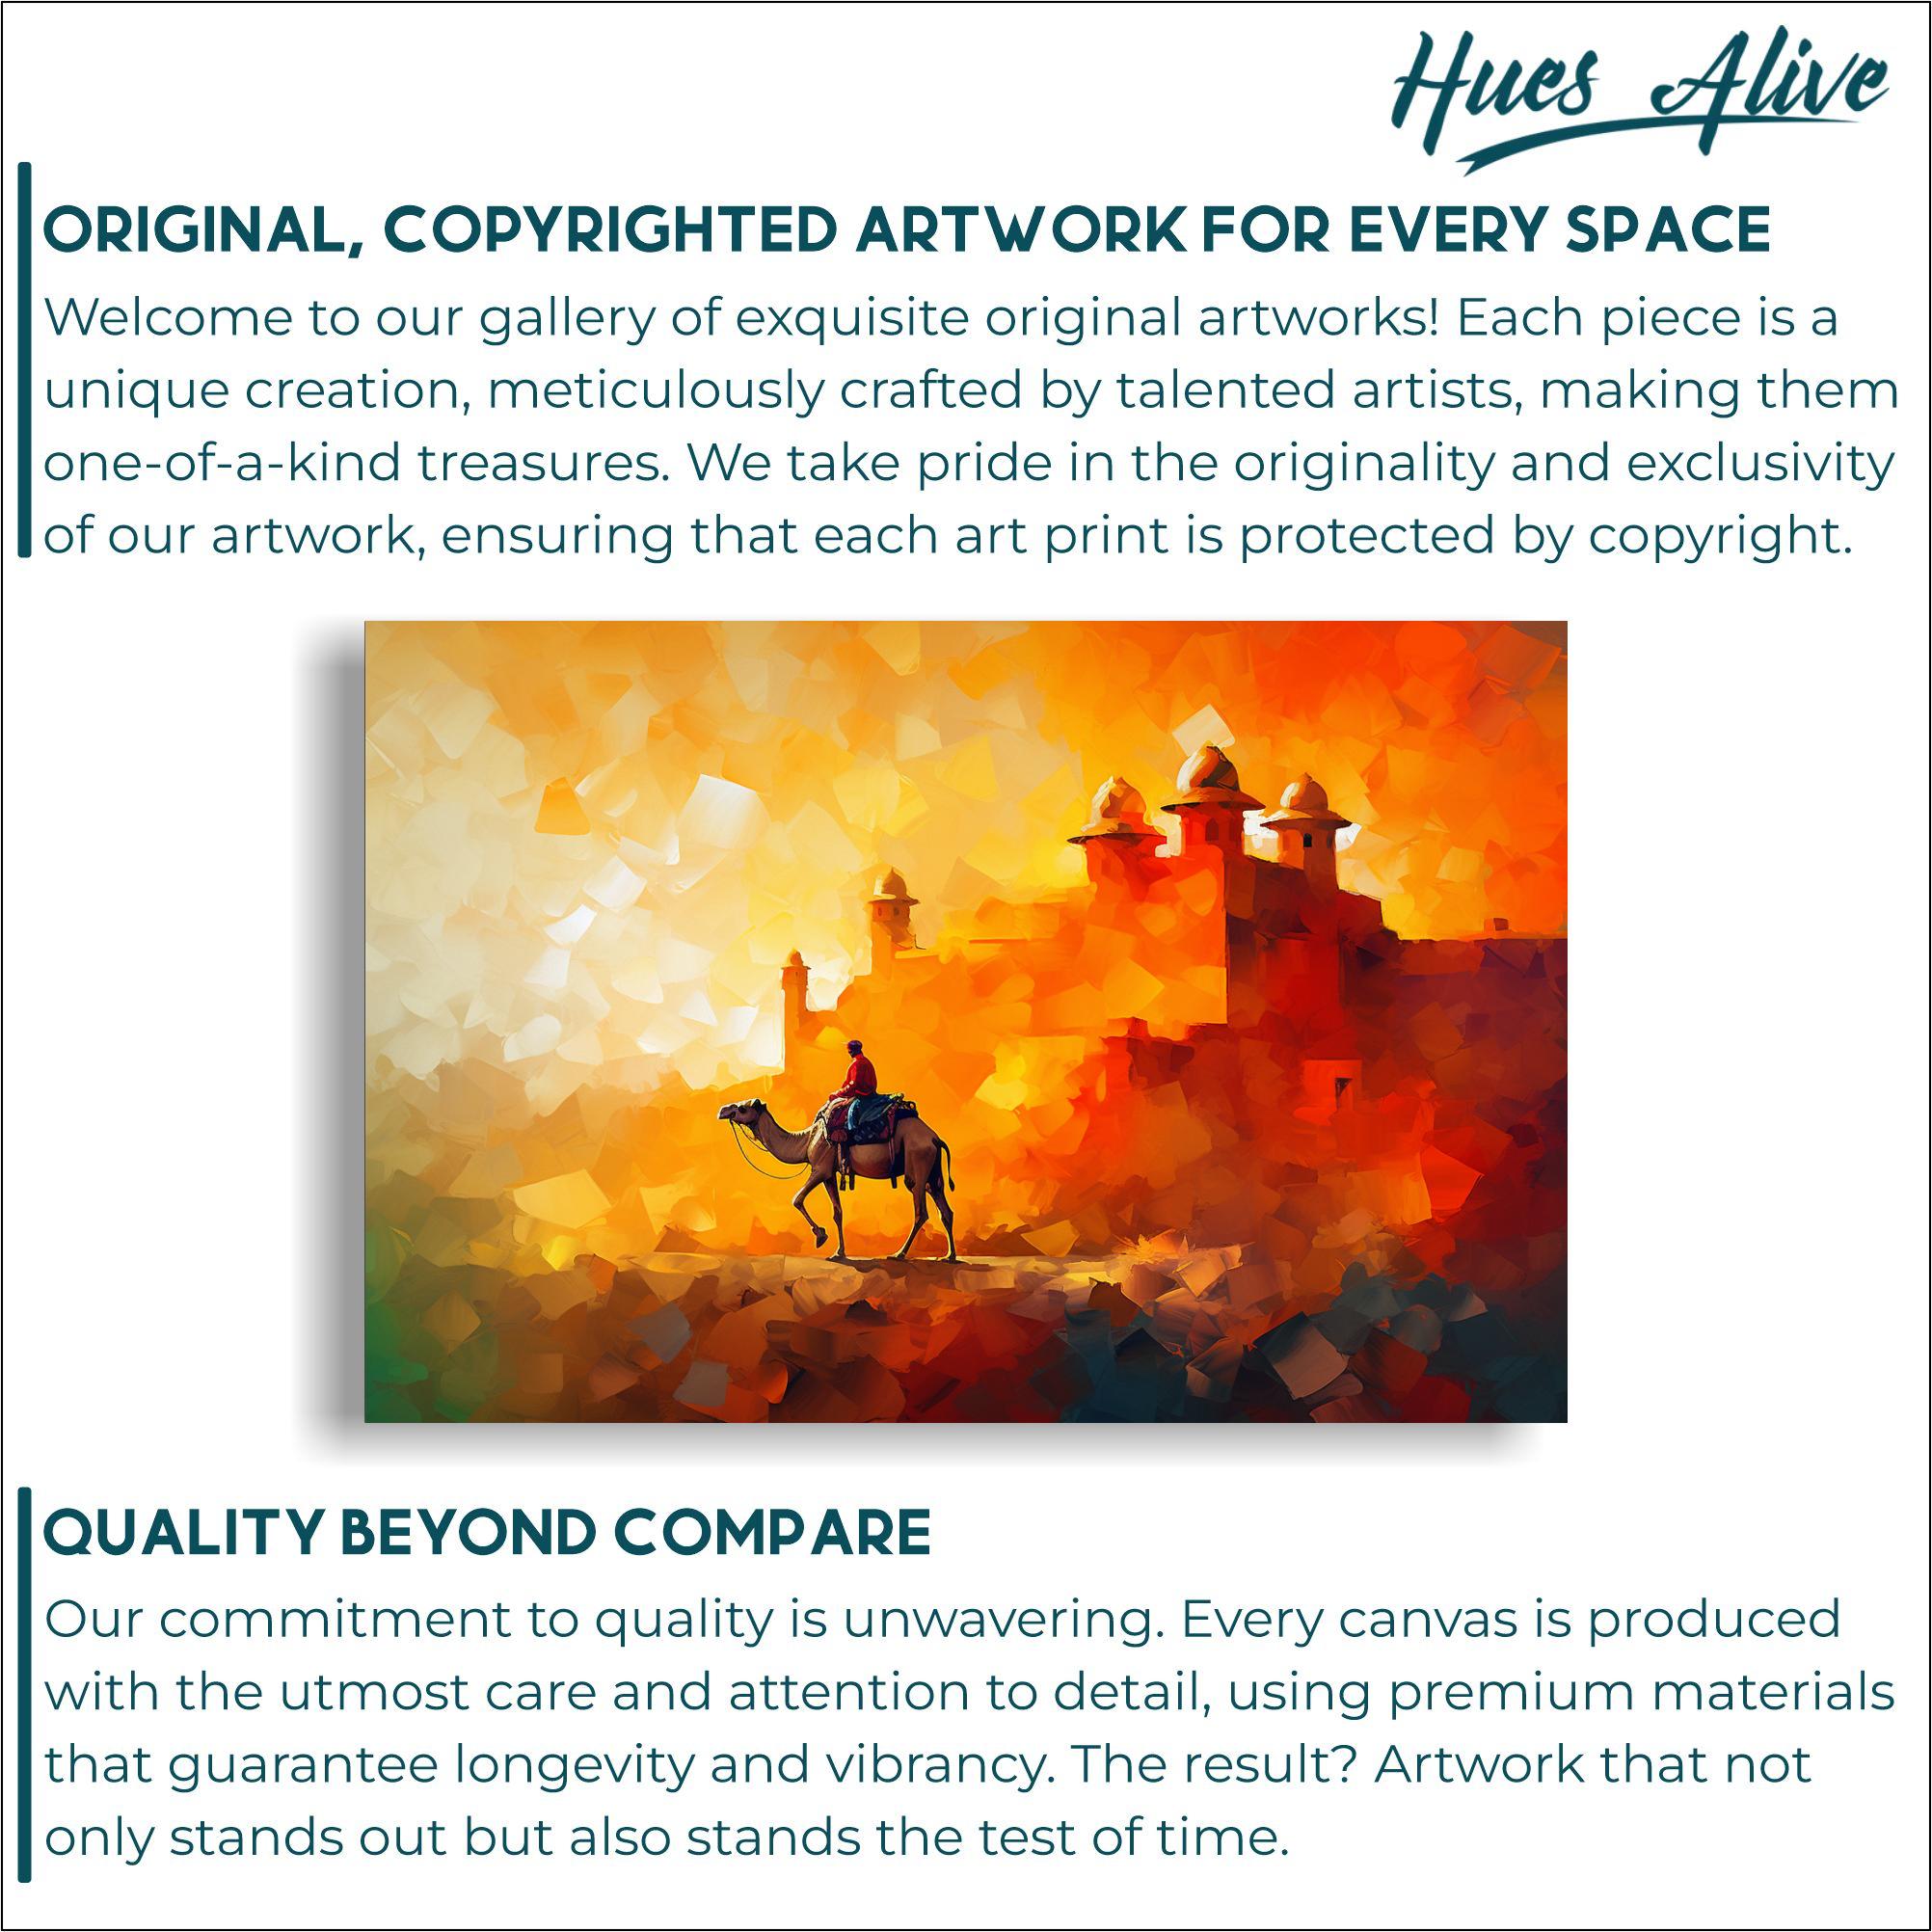 Hues Alive
ORIGINAL, COPYRIGHTED ARTWORK FOR EVERY SPACE
Welcome to our gallery of exquisite original artworks! Each piece is a
unique creation, meticulously crafted by talented artists, making them
one-of-a-kind treasures. We take pride in the originality and exclusivity
of our artwork, ensuring that each art print is protected by copyright.
QUALITY BEYOND COMPARE
Our commitment to quality is unwavering. Every canvas is produced
with the utmost care and attention to detail, using premium materials
that guarantee longevity and vibrancy. The result? Artwork that not
only stands out but also stands the test of time.